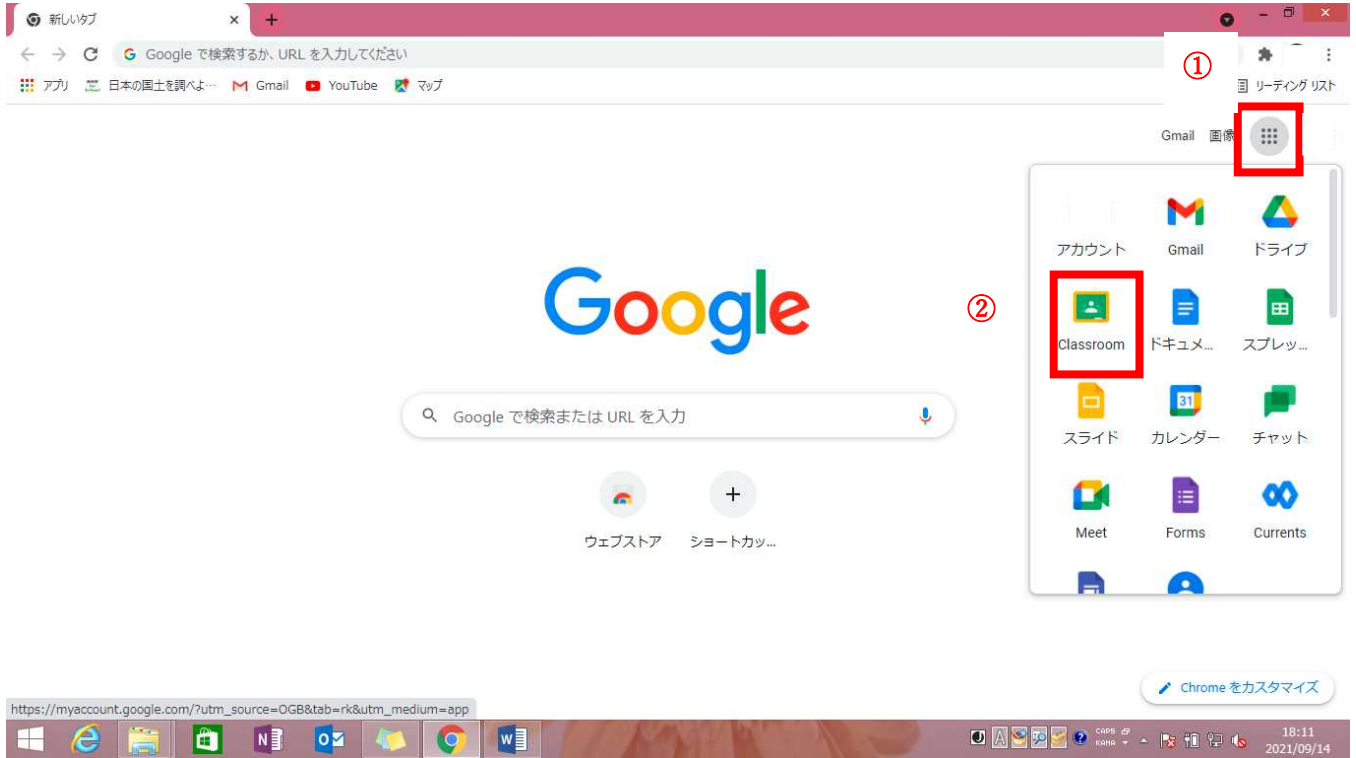 新しいタブ
Google で検索するか、URL を入力してください
①
アプリ 日本の国土を調べよ… Gmail YouTube マップ
リーディング リスト
Gmail 画像
アカウント Gmail ドライブ
Google
②
Classroom ドキュメ... スプレッ...
Google で検索または URL を入力
31
スライド カレンダー チャット
ウェブストア ショートカッ...
Meet Forms Currents
Chrome をカスタマイズ
https://myaccount.google.com/?utm_source=OGB&tab=rk&utm_medium=app
CAPS
KANA
18:11
2021/09/14